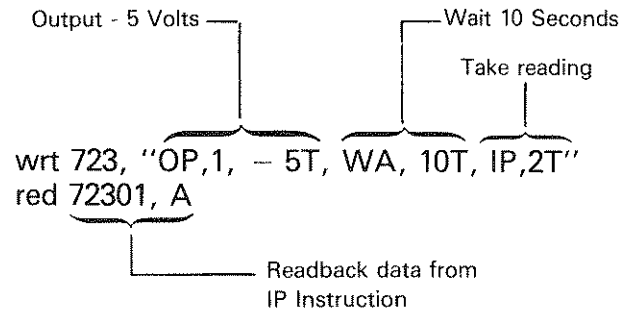 Output - 5 Volts
Wait 10 Seconds
Take reading
wrt 723, "OP,1, – 5T, WA, 10T, IP,2T"
red 72301, A
Readback data from
IP Instruction